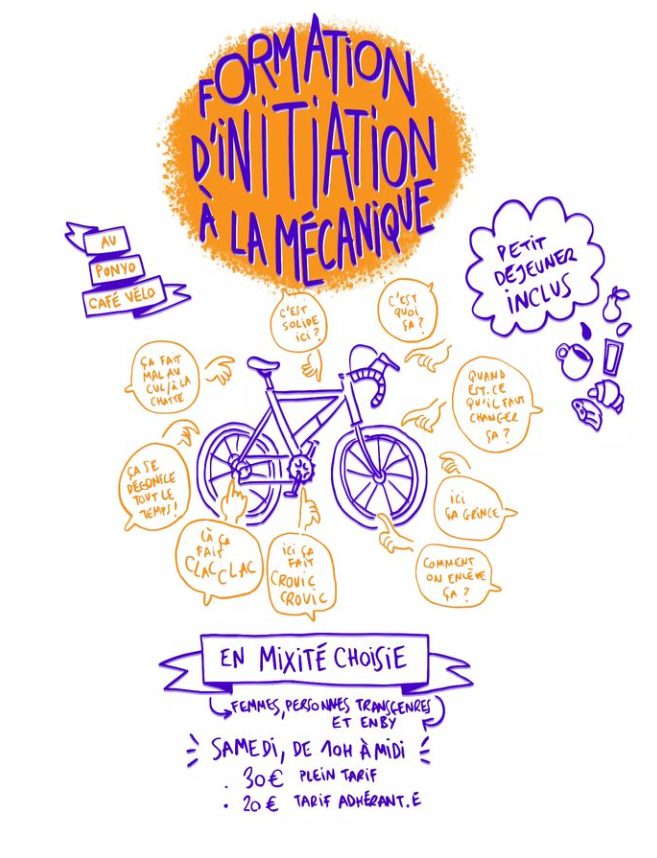 FORMATION
D'INITIATION
À LA MÉCANIQUE
AU
PONYO
CAFÉ VÉLO
PETIT
DEJEUNER
INCLUS
C'EST
SOLIDE
ICI ?
C'EST
QUOI
ÇA ?
ÇA FAIT
MAL AU
CUL/À LA
CHATTE
QUAND
EST-CE
QU'IL FAUT
CHANGER
ÇA ?
ÇA SE
DÉGONFLE
TOUT LE
TEMPS !
ICI
ÇA GRINCE
LÀ ÇA
FAIT
CLAC CLAC
ICI ÇA
FAIT
CROUIC
CROUIC
COMMENT
ON ENLÈVE
ÇA ?
EN MIXITÉ CHOISIE
FEMMES, PERSONNES TRANSGENRES
ET ENBY
SAMEDI, DE 10H À MIDI
. 30€ PLEIN TARIF
. 20€ TARIF ADHÉRANT.E